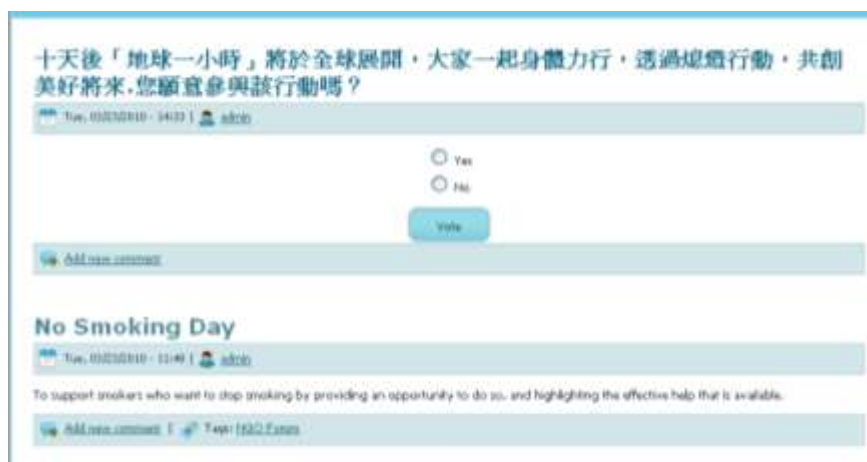 十天後「地球一小時」將於全球展開,大家一起身體力行,透過熄燈行動,共創
美好將來.您願意參與該行動嗎?
Tue, - | admin
Yes
No
Vote
Add new comment
No Smoking Day
Tue, - | admin
To support smokers who want to stop smoking by providing an opportunity to do so, and highlighting the effective help that is available.
Add new comment | Tags: NGO Forum